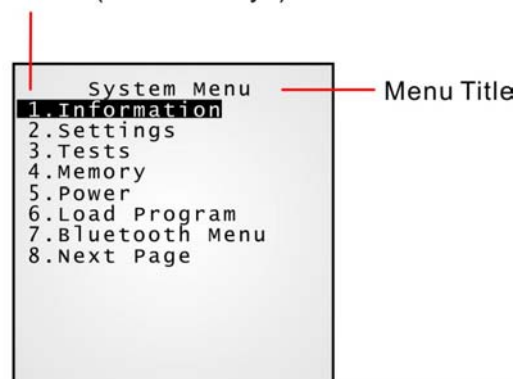 System Menu
Menu Title
1.Information
2.Settings
3.Tests
4.Memory
5.Power
6.Load Program
7.Bluetooth Menu
8.Next Page